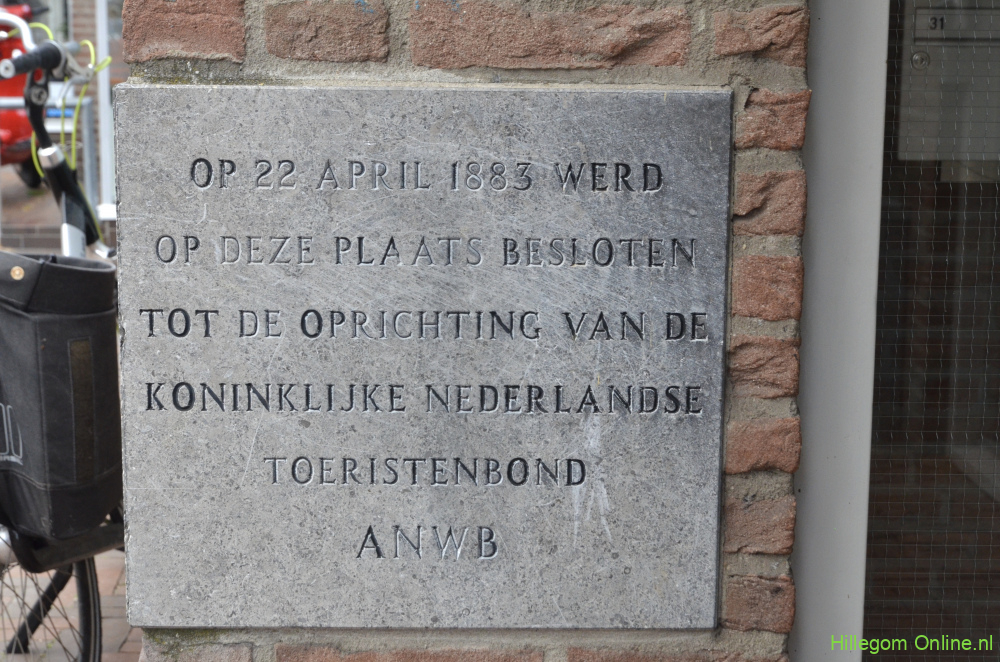 31
OP 22 APRIL 1883 WERD
OP DEZE PLAATS BESLOTEN
TOT DE OPRICHTING VAN DE
KONINKLIJKE NEDERLANDSE
TOERISTENBOND
ANWB
Hillegom Online.nl